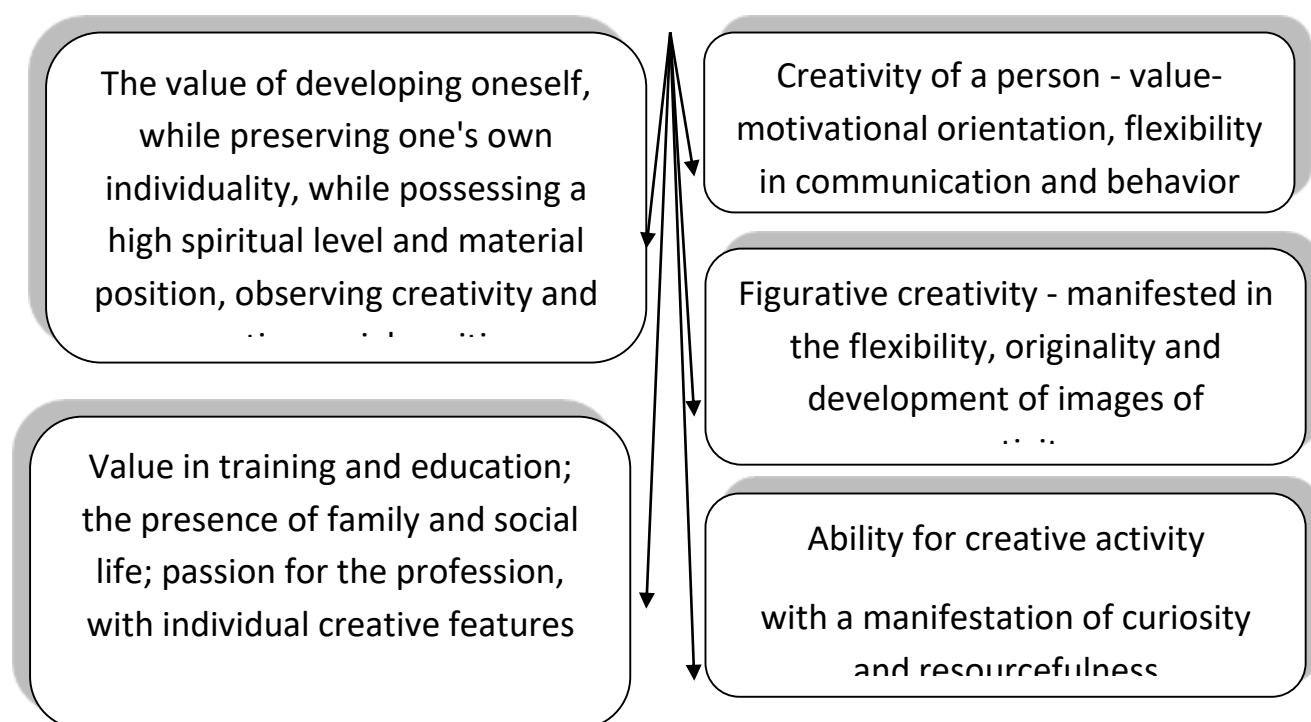 The value of developing oneself,
while preserving one's own
individuality, while possessing a
high spiritual level and material
position, observing creativity and
Value in training and education;
the presence of family and social
life; passion for the profession,
with individual creative features
Creativity of a person - value-
motivational orientation, flexibility
in communication and behavior
Figurative creativity - manifested in
the flexibility, originality and
development of images of
Ability for creative activity
with a manifestation of curiosity
and resourcefulness